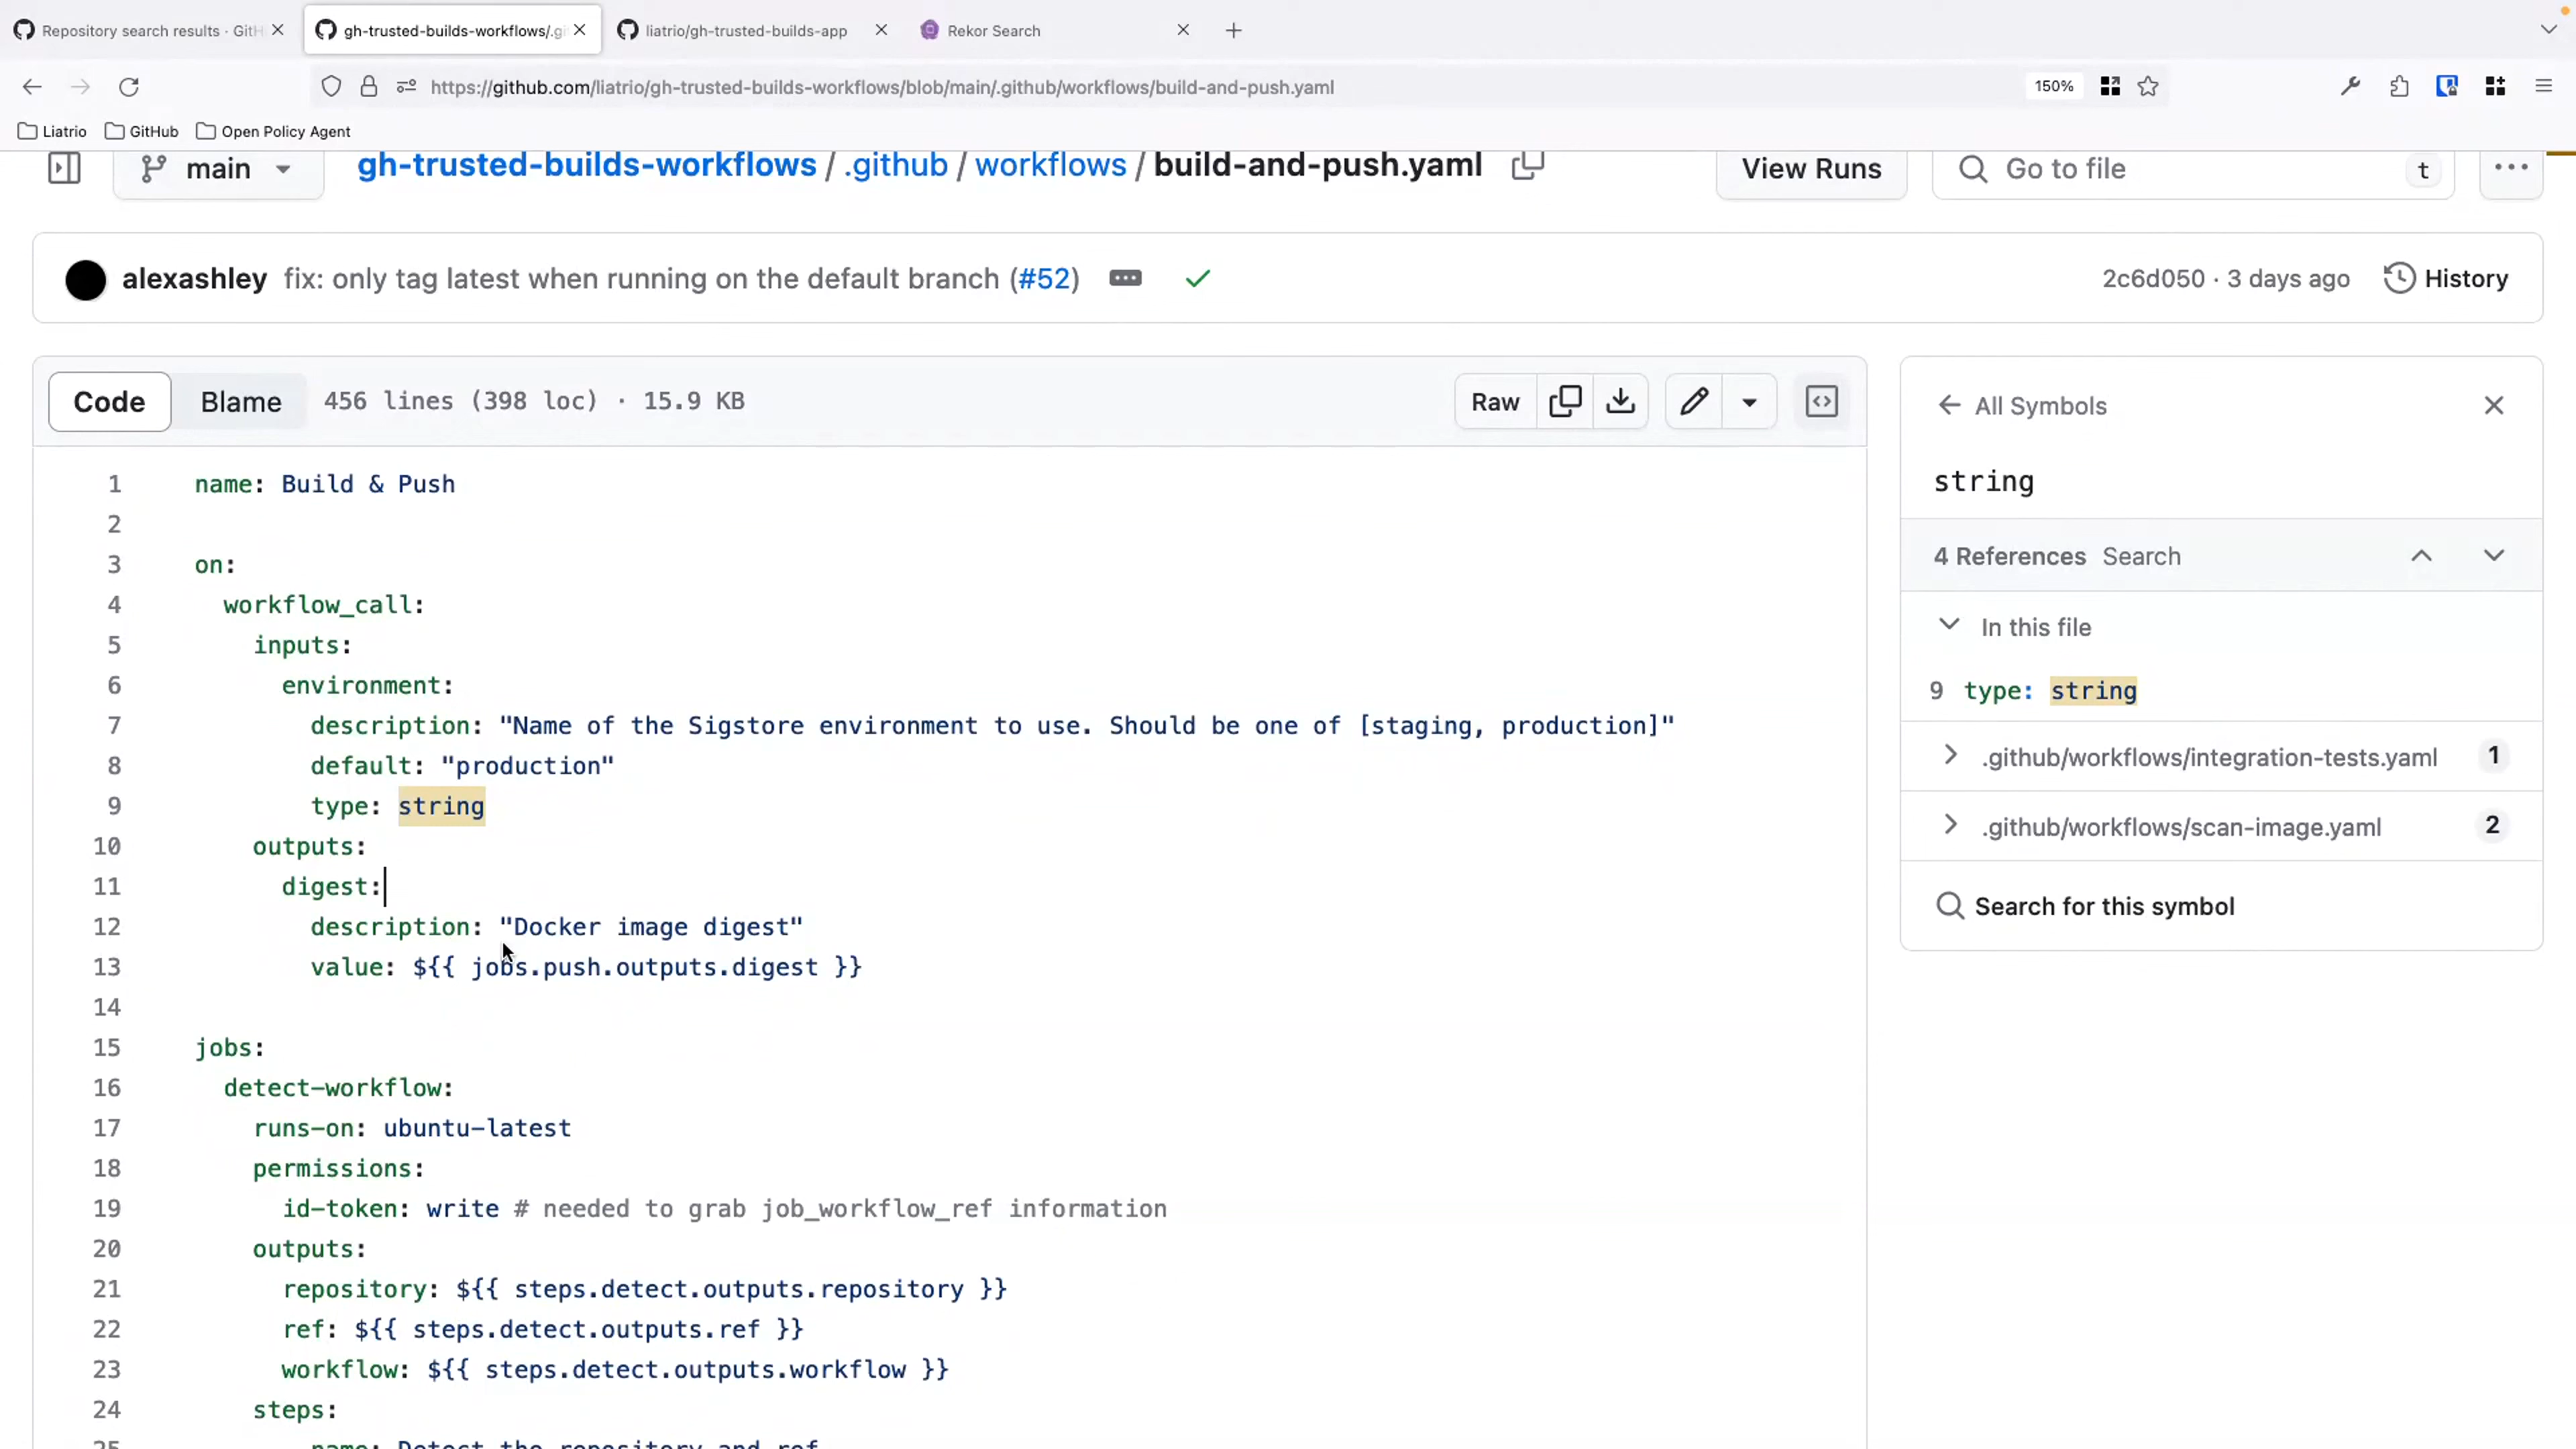 Repository search results · GitH
gh-trusted-builds-workflows/.gi
liatrio/gh-trusted-builds-app
Rekor Search
https://github.com/liatrio/gh-trusted-builds-workflows/blob/main/.github/workflows/build-and-push.yaml
150%
Liatrio
GitHub
Open Policy Agent
main
gh-trusted-builds-workflows / .github / workflows / build-and-push.yaml
View Runs
Go to file
t
alexashley fix: only tag latest when running on the default branch (#52)
2c6d050 · 3 days ago
History
Code
Blame
456 lines (398 loc) · 15.9 KB
Raw
1 name: Build & Push
2
3 on:
4   workflow_call:
5     inputs:
6       environment:
7         description: "Name of the Sigstore environment to use. Should be one of [staging, production]"
8         default: "production"
9         type: string
10     outputs:
11       digest:
12         description: "Docker image digest"
13         value: ${{ jobs.push.outputs.digest }}
14
15 jobs:
16   detect-workflow:
17     runs-on: ubuntu-latest
18     permissions:
19       id-token: write # needed to grab job_workflow_ref information
20     outputs:
21       repository: ${{ steps.detect.outputs.repository }}
22       ref: ${{ steps.detect.outputs.ref }}
23       workflow: ${{ steps.detect.outputs.workflow }}
24     steps:
25       - name: Detect the repository and ref
All Symbols
string
4 References Search
In this file
9 type: string
.github/workflows/integration-tests.yaml 1
.github/workflows/scan-image.yaml 2
Search for this symbol